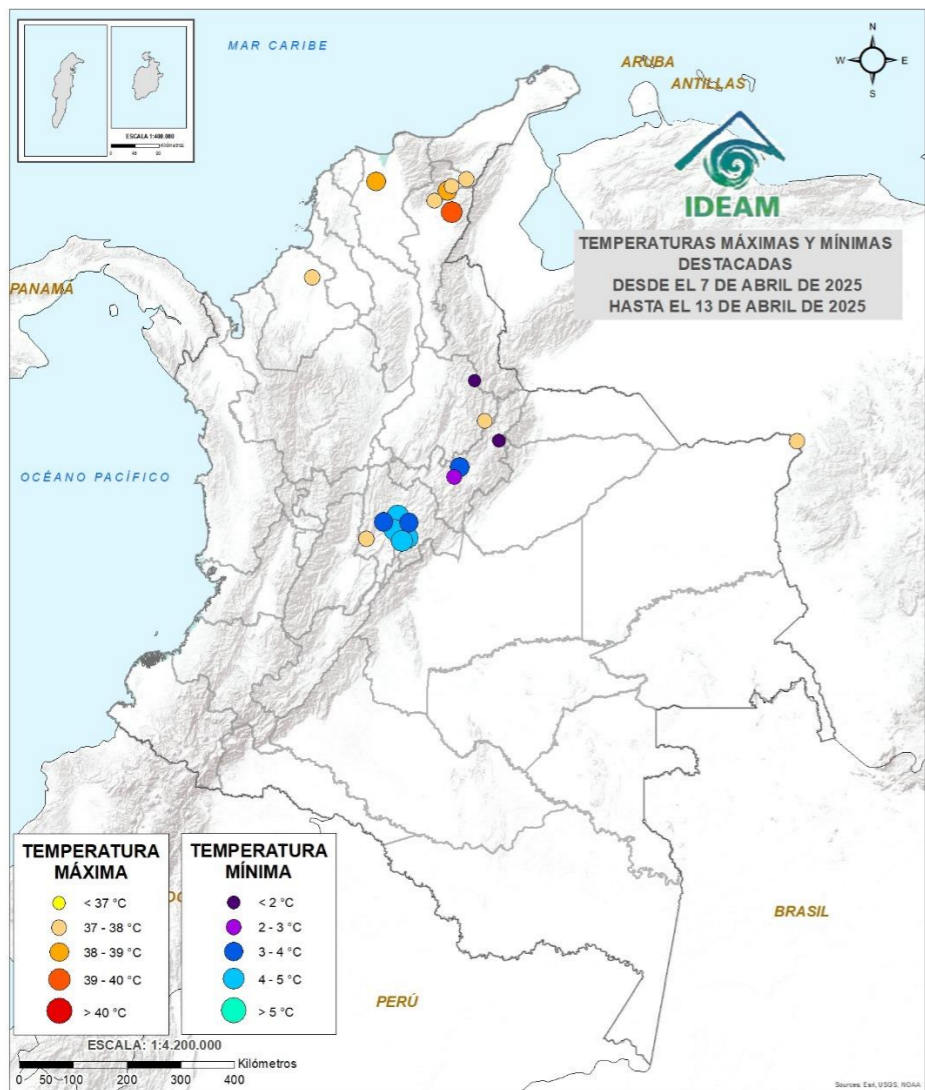 MAR CARIBE
ARUBA
ANTILLAS
N
W
E
S
ESCALA 1:400.000
IDEAM
TEMPERATURAS MÁXIMAS Y MÍNIMAS
DESTACADAS
DESDE EL 7 DE ABRIL DE 2025
HASTA EL 13 DE ABRIL DE 2025
PANAMÁ
OCÉANO PACÍFICO
TEMPERATURA
MÁXIMA
< 37 °C
37 - 38 °C
38 - 39 °C
39 - 40 °C
> 40 °C
TEMPERATURA
MÍNIMA
< 2 °C
2 - 3 °C
3 - 4 °C
4 - 5 °C
> 5 °C
BRASIL
PERÚ
ESCALA: 1:4.200.000
Kilómetros
0 50 100 200 300 400
Sources: Esri, USGS, NOAA